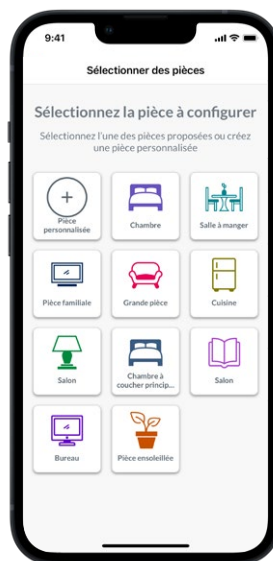 9:41
Sélectionner des pièces
Sélectionnez la pièce à configurer
Sélectionnez l'une des pièces proposées ou créez
une pièce personnalisée
Pièce
personnalisée
Chambre
Salle à manger
Pièce familiale
Grande pièce
Cuisine
Salon
Chambre à
coucher princip...
Salon
Bureau
Pièce ensoleillée